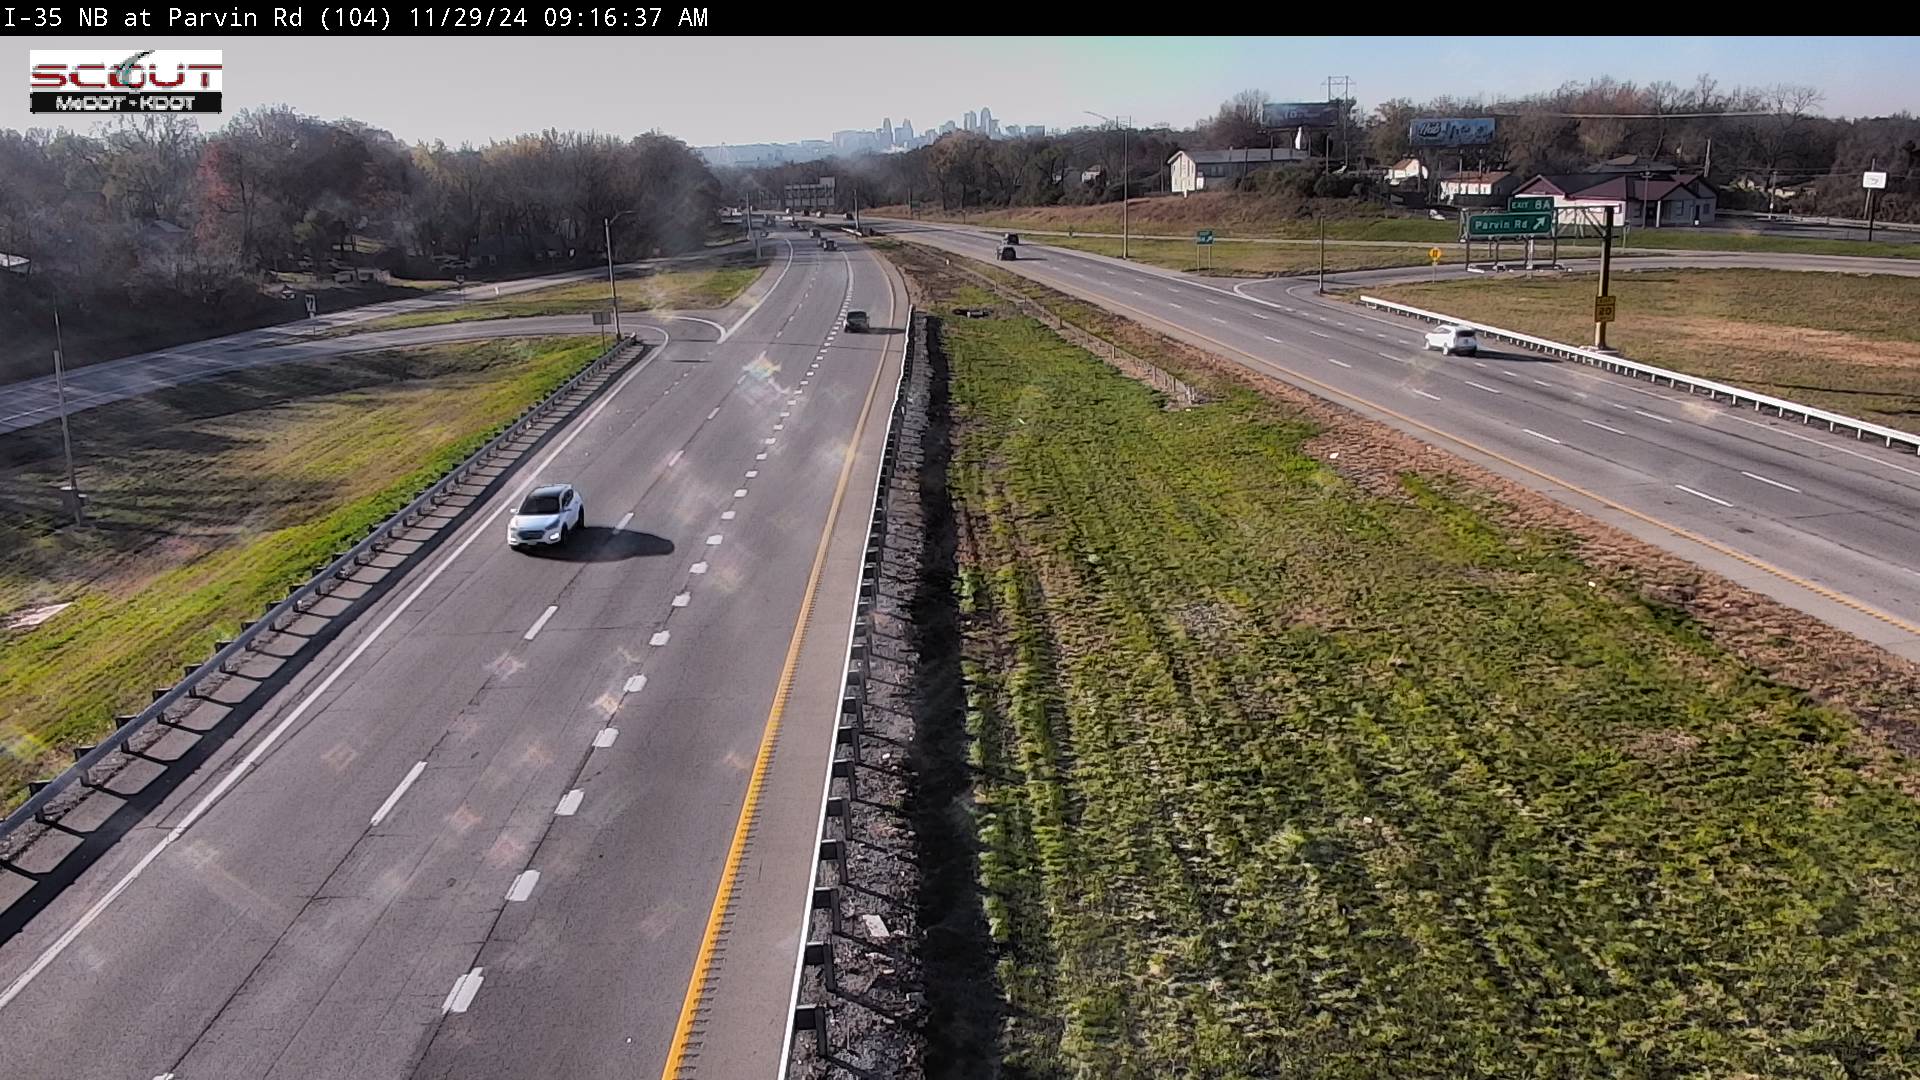 I-35 NB at Parvin Rd (104) 11/29/24 09:16:37 AM
SCOUT
MoDOT - KDOT
EXIT 8A
Parvin Rd
20